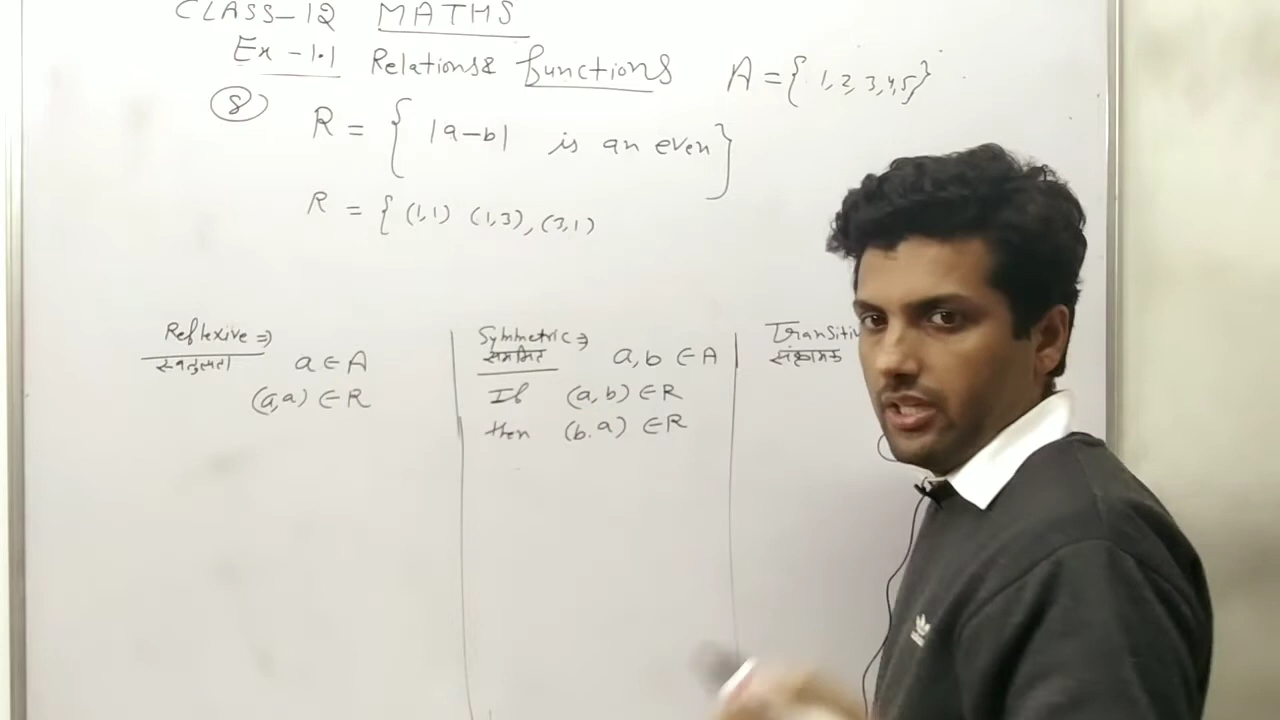 CLASS-12 MATHS
Ex-1.1 Relations & functions
A = { 1, 2, 3, 4, 5 }
8 R = { |a-b| is an even }
R = { (1,1) (1,3), (3,1)
Reflexive ⇒
a ∈ A
(a,a) ∈ R
Symmetric ⇒
सममित
a, b ∈ A
If (a, b) ∈ R
then (b. a) ∈ R
Transitiv
संक्रामक